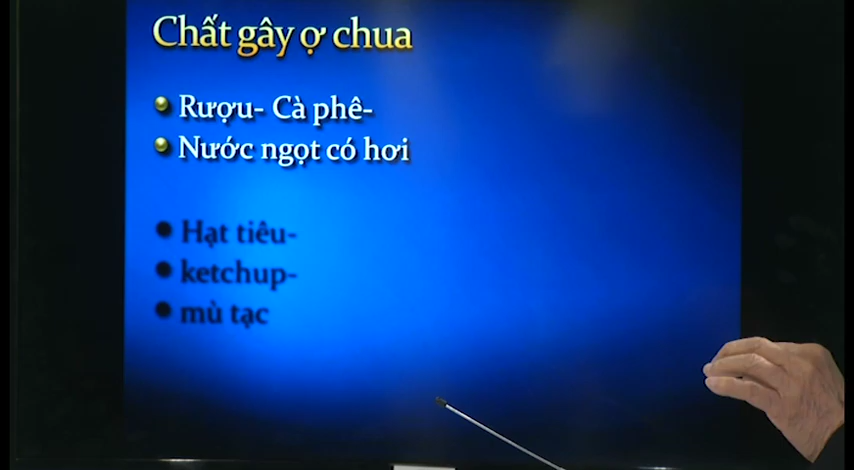 Chất gây ợ chua
Rượu- Cà phê-
Nước ngọt có hơi
Hạt tiêu-
ketchup-
mù tạc